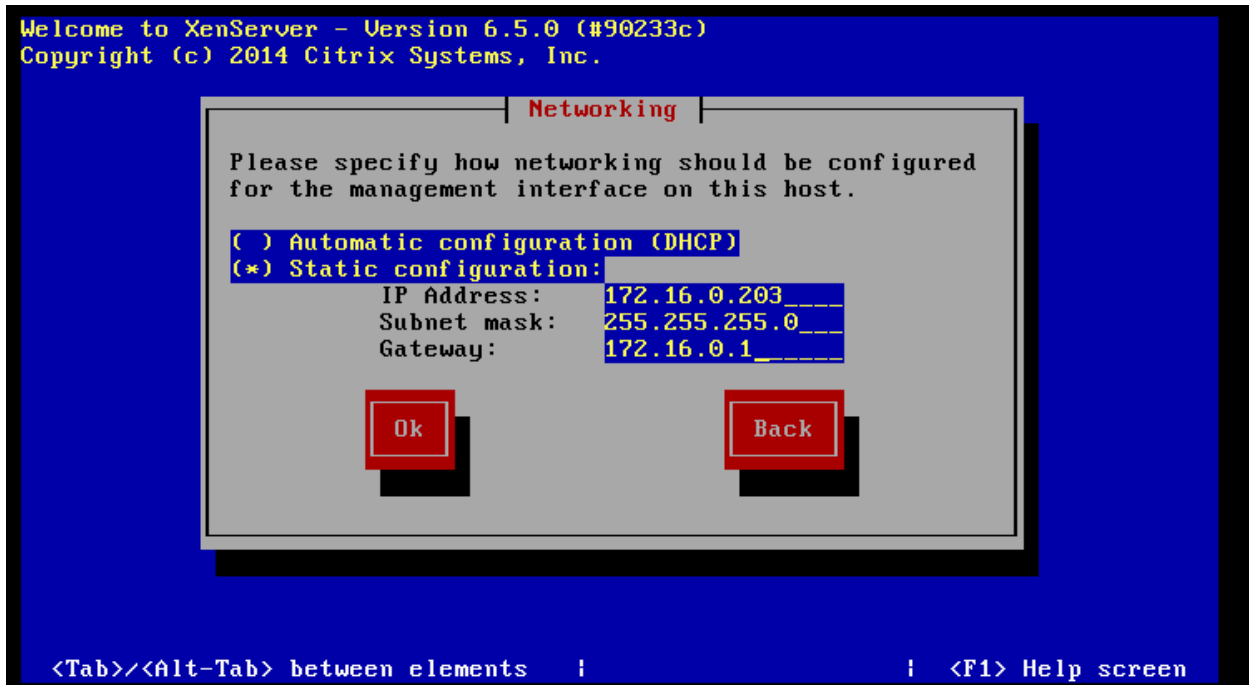 Welcome to XenServer - Version 6.5.0 (#90233c)
Copyright (c) 2014 Citrix Systems, Inc.
Networking
Please specify how networking should be configured
for the management interface on this host.
( ) Automatic configuration (DHCP)
(*) Static configuration:
IP Address: 172.16.0.203____
Subnet mask: 255.255.255.0___
Gateway: 172.16.0.1______
Ok Back
<Tab>/<Alt-Tab> between elements | | <F1> Help screen